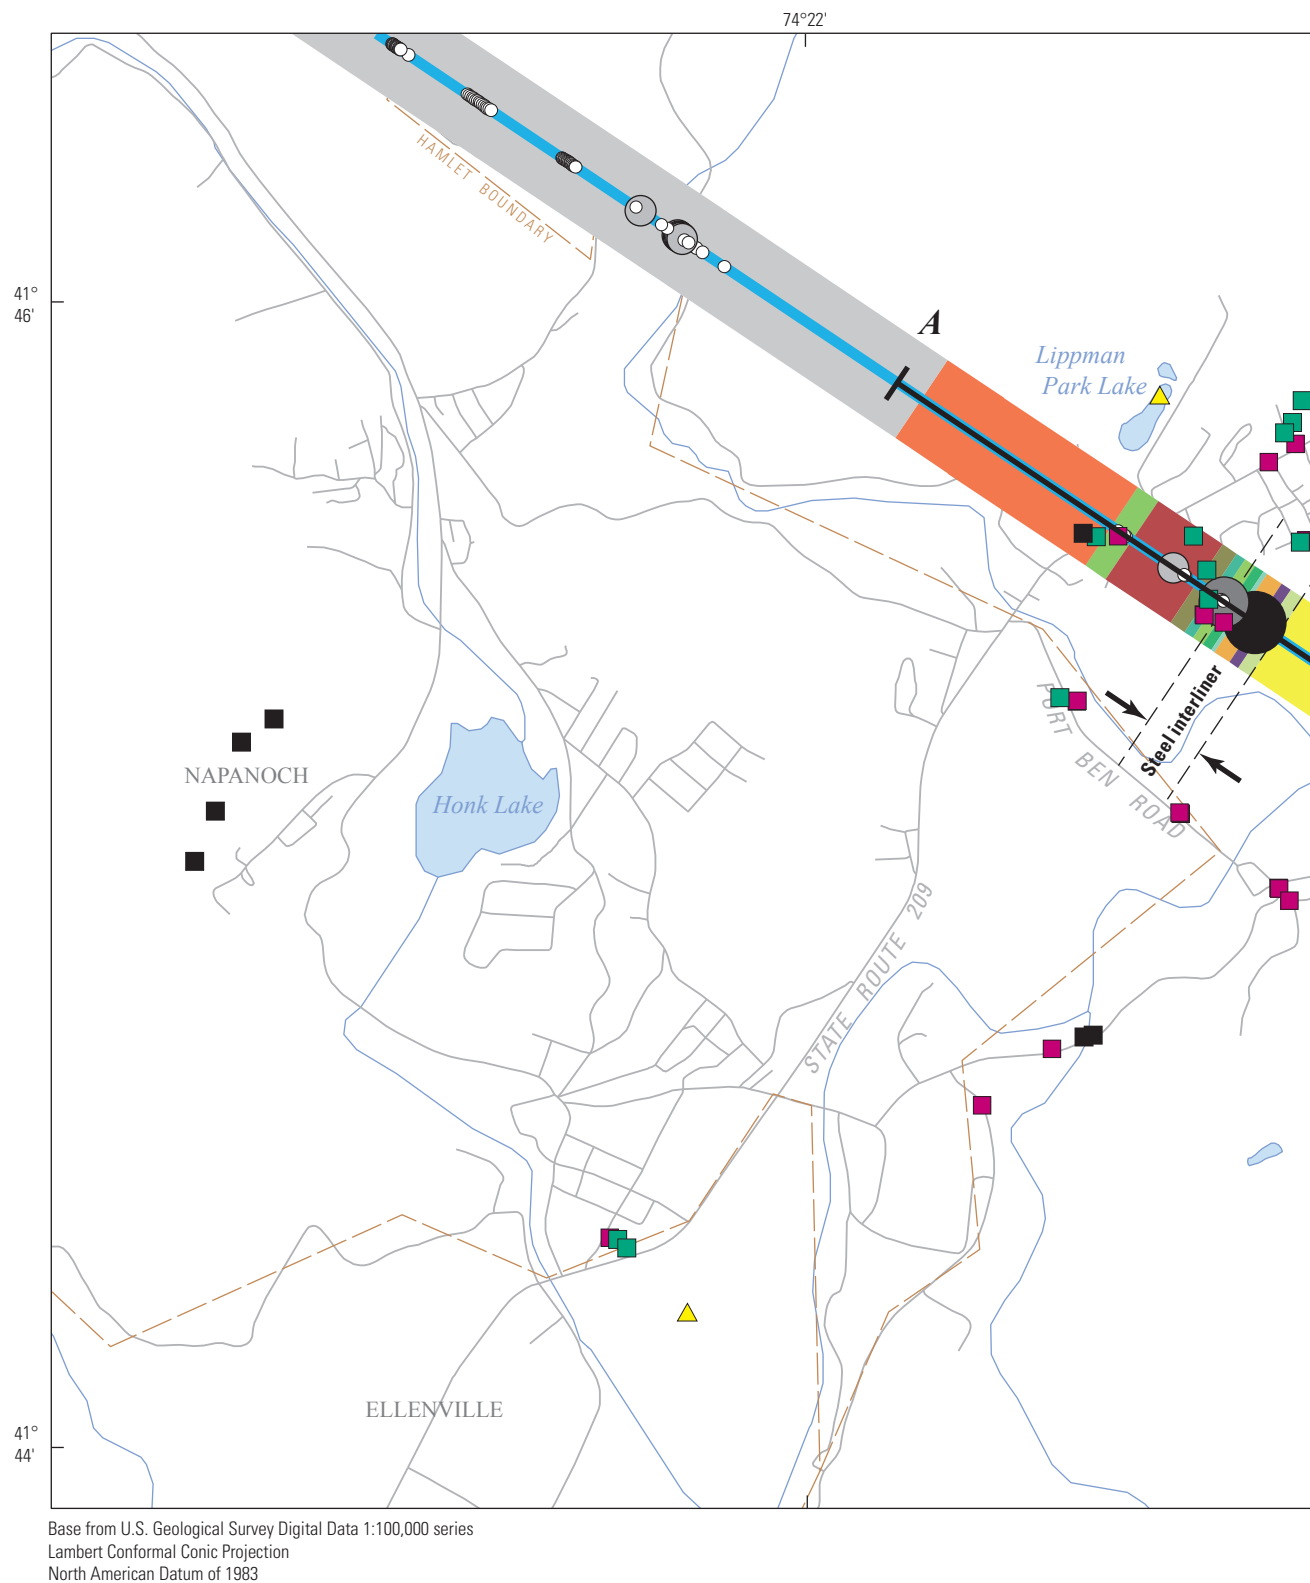 74°22'
HAMLET BOUNDARY
41°
46'
A
Lippman
Park Lake
Steel interliner
PORT BEN ROAD
NAPANOCH
Honk Lake
STATE ROUTE 209
ELLENVILLE
41°
44'
Base from U.S. Geological Survey Digital Data 1:100,000 series
Lambert Conformal Conic Projection
North American Datum of 1983